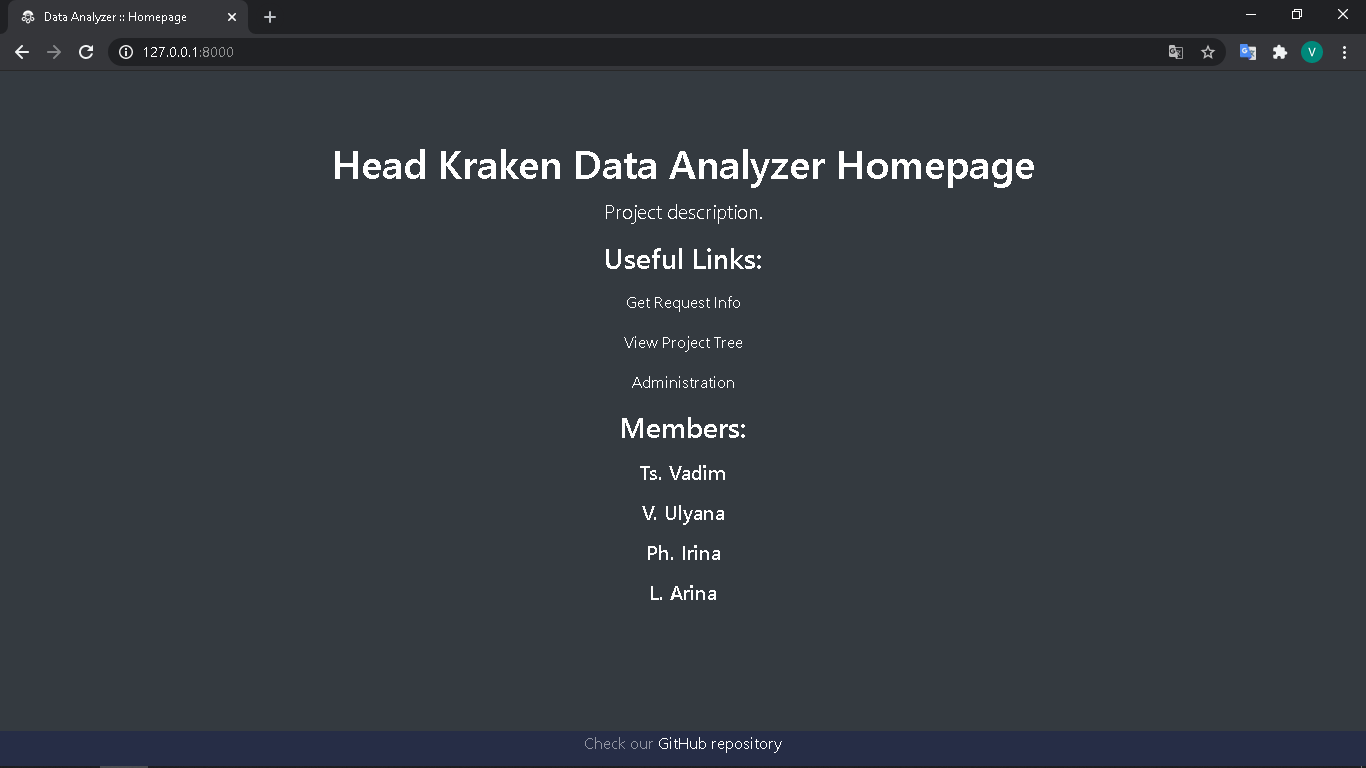 Data Analyzer :: Homepage
127.0.0.1:8000
V
Head Kraken Data Analyzer Homepage
Project description.
Useful Links:
Get Request Info
View Project Tree
Administration
Members:
Ts. Vadim
V. Ulyana
Ph. Irina
L. Arina
Check our GitHub repository